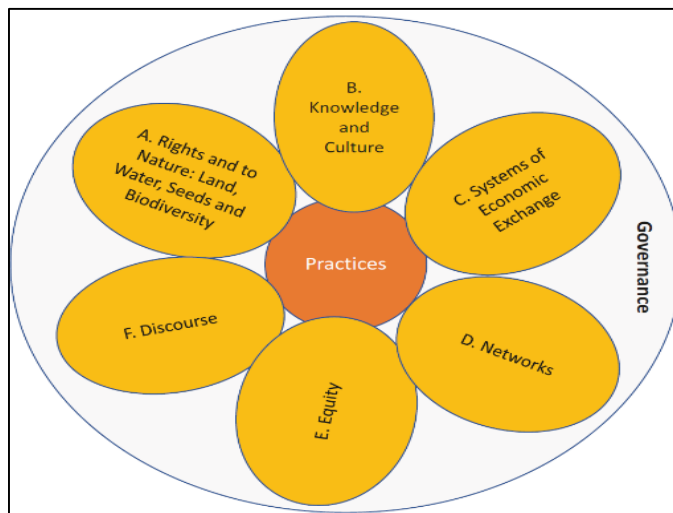 B.
Knowledge
and
Culture
A. Rights and to
Nature: Land,
Water, Seeds and
Biodiversity
C. Systems of
Economic
Exchange
Governance
Practices
F. Discourse
D. Networks
E. Equity